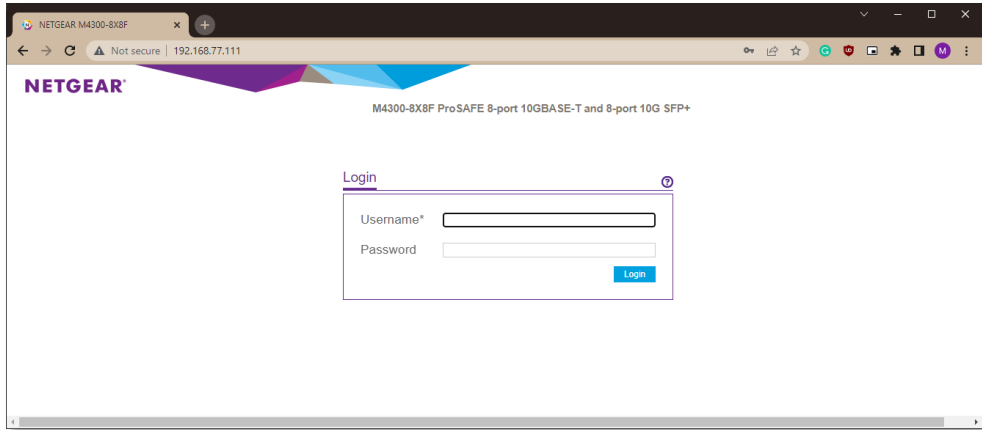 NETGEAR M4300-8X8F
Not secure | 192.168.77.111
M
NETGEAR®
M4300-8X8F ProSAFE 8-port 10GBASE-T and 8-port 10G SFP+
Login
?
Username*
Password
Login